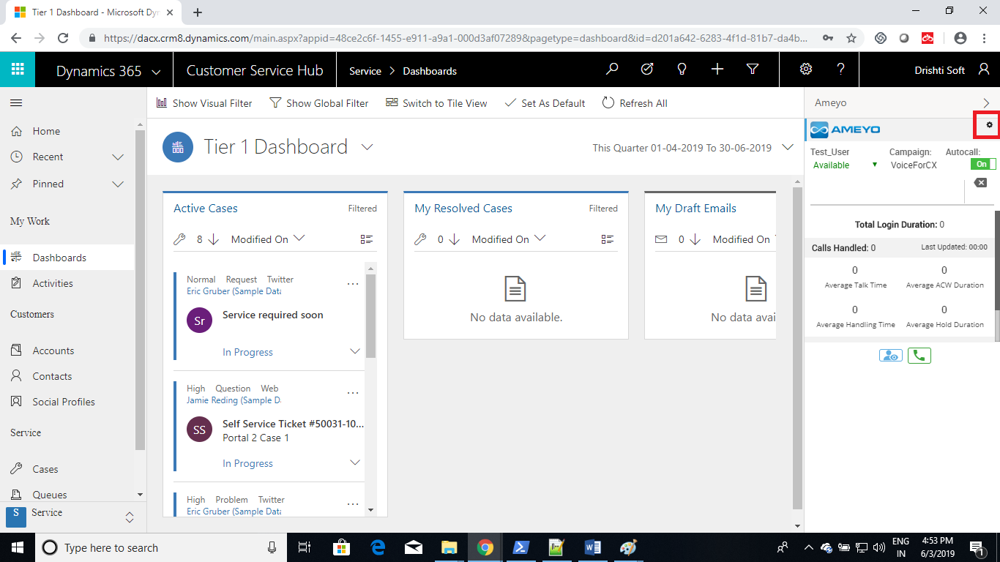 Tier 1 Dashboard - Microsoft Dyn
https://dacx.crm8.dynamics.com/main.aspx?appid=48ce2c6f-1455-e911-a9a1-000d3af07289&pagetype=dashboard&id=d201a642-6283-4f1d-81b7-da4b...
Dynamics 365
Customer Service Hub
Service > Dashboards
Drishti Soft
Show Visual Filter
Show Global Filter
Switch to Tile View
Set As Default
Refresh All
Home
Recent
Pinned
My Work
Dashboards
Activities
Customers
Accounts
Contacts
Social Profiles
Service
Cases
Queues
S
Service
Tier 1 Dashboard
This Quarter 01-04-2019 To 30-06-2019
Active Cases
Filtered
8
Modified On
Normal Request Twitter
Eric Gruber (Sample Data
Sr
Service required soon
In Progress
High Question Web
Jamie Reding (Sample D
SS
Self Service Ticket #50031-10...
Portal 2 Case 1
In Progress
High Problem Twitter
Eric Gruber (Sample Data
My Resolved Cases
Filtered
0
Modified On
No data available.
My Draft Emails
0
Modified On
No data avai
Ameyo
AMEYO
Test_User
Campaign:
Autocall:
Available
VoiceForCX
On
Total Login Duration: 0
Calls Handled: 0
Last Updated: 00:00
0
Average Talk Time
0
Average ACW Duration
0
Average Handling Time
0
Average Hold Duration
Type here to search
ENG
IN
4:53 PM
6/3/2019
1